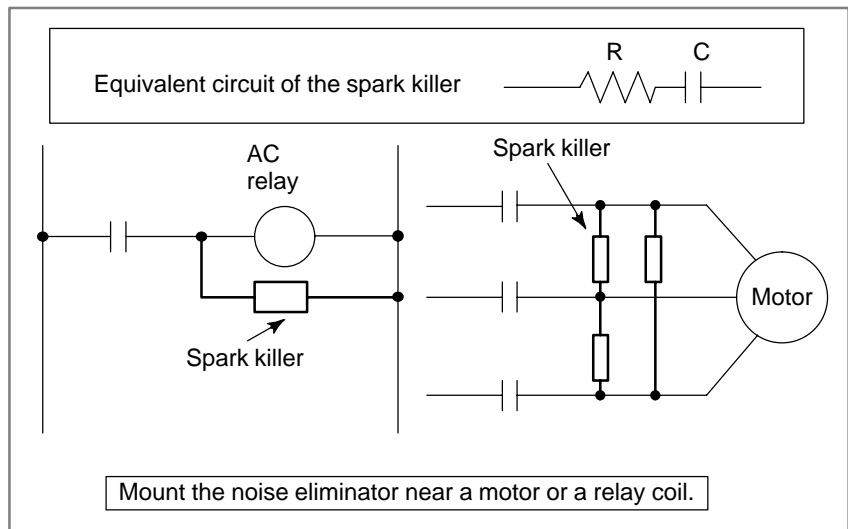 R
C
Equivalent circuit of the spark killer
AC
relay
Spark killer
Spark killer
Motor
Mount the noise eliminator near a motor or a relay coil.